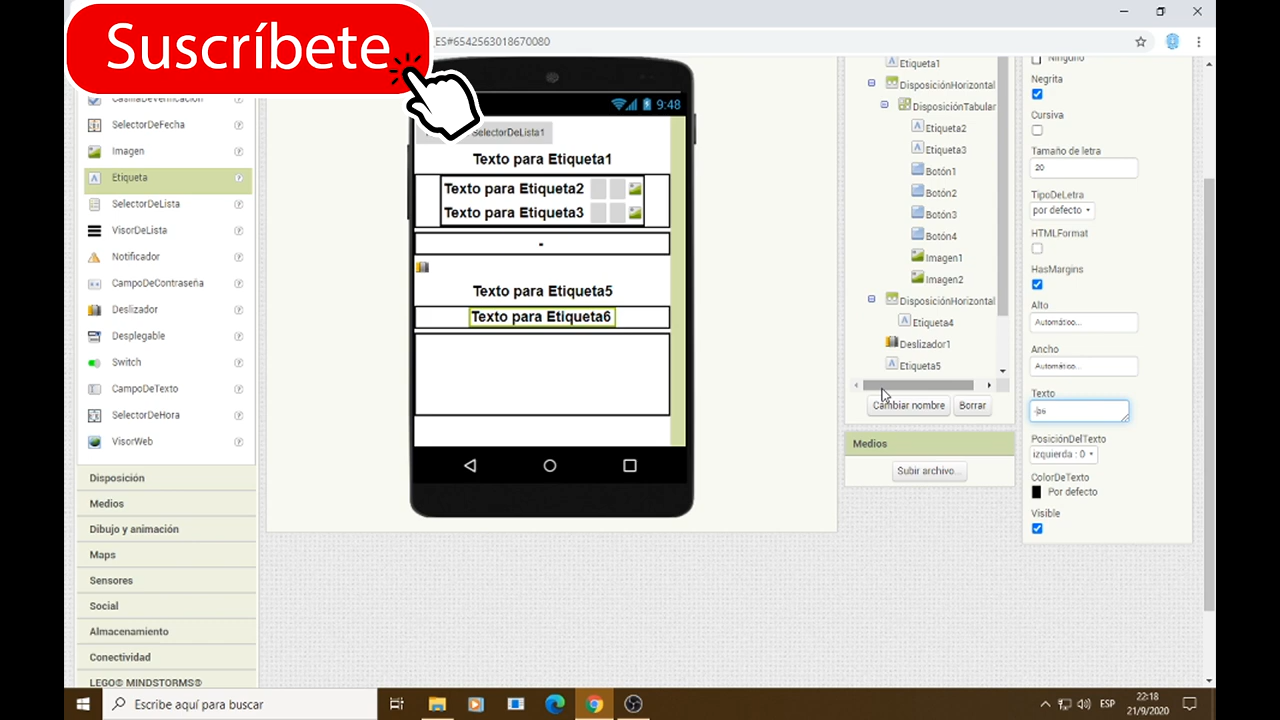 Suscríbete
_ES#6542563018670080
CasillaDeVerificación
SelectorDeFecha
Imagen
Etiqueta
SelectorDeLista
VisorDeLista
Notificador
CampoDeContraseña
Deslizador
Desplegable
Switch
CampoDeTexto
SelectorDeHora
VisorWeb
Disposición
Medios
Dibujo y animación
Maps
Sensores
Social
Almacenamiento
Conectividad
LEGO® MINDSTORMS®
9:48
SelectorDeLista1
Texto para Etiqueta1
Texto para Etiqueta2
Texto para Etiqueta3
-
Texto para Etiqueta5
Texto para Etiqueta6
Etiqueta1
DisposiciónHorizontal
DisposiciónTabular
Etiqueta2
Etiqueta3
Botón1
Botón2
Botón3
Botón4
Imagen1
Imagen2
DisposiciónHorizontal
Etiqueta4
Deslizador1
Etiqueta5
Cambiar nombre Borrar
Medios
Subir archivo...
Ninguno
Negrita
Cursiva
Tamaño de letra
20
TipoDeLetra
por defecto
HTMLFormat
HasMargins
Alto
Automático...
Ancho
Automático...
Texto
PosiciónDelTexto
izquierda : 0
ColorDeTexto
Por defecto
Visible
Escribe aquí para buscar
ESP
22:18
21/9/2020